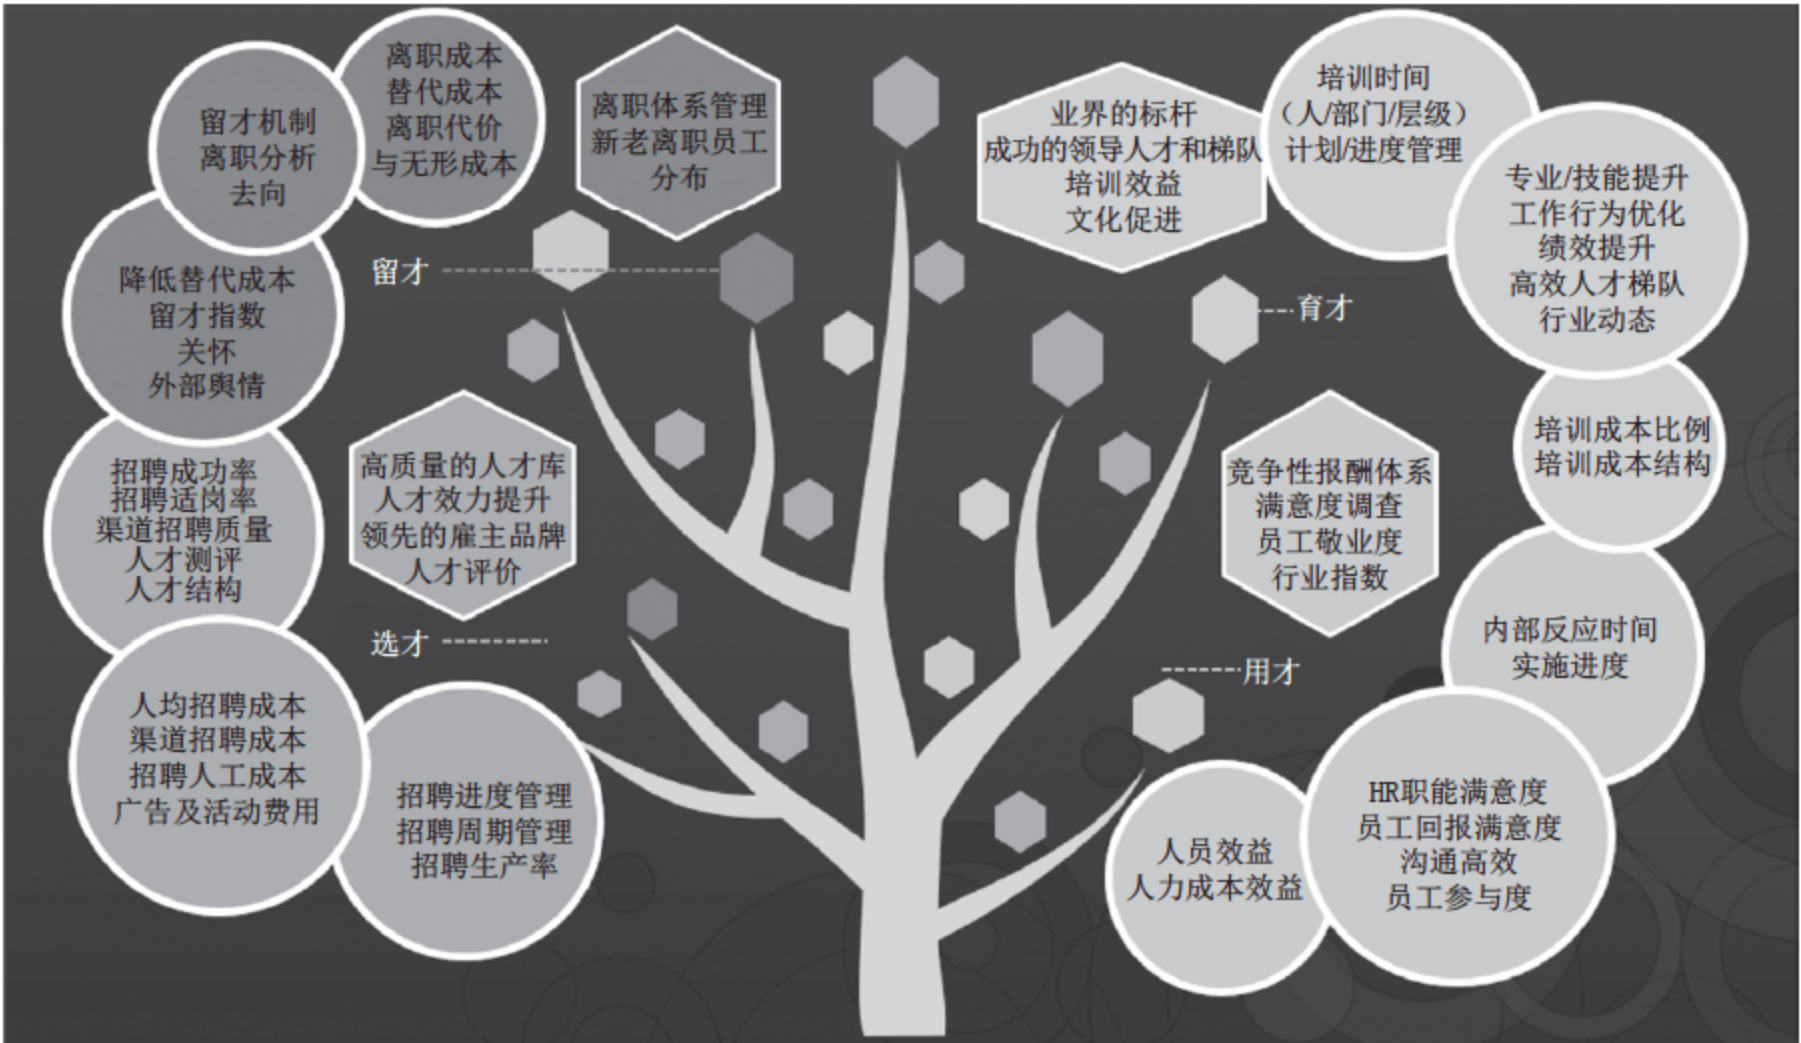 离职成本
替代成本
离职代价
与无形成本
留才机制
离职分析
去向
离职体系管理
新老离职员工
分布
降低替代成本
留才指数
关怀
外部舆情
留才
招聘成功率
招聘适岗率
渠道招聘质量
人才测评
人才结构
高质量的人才库
人才效力提升
领先的雇主品牌
人才评价
选才
人均招聘成本
渠道招聘成本
招聘人工成本
广告及活动费用
招聘进度管理
招聘周期管理
招聘生产率
业界的标杆
成功的领导人才和梯队
培训效益
文化促进
培训时间
（人/部门/层级）
计划/进度管理
专业/技能提升
工作行为优化
绩效提升
高效人才梯队
行业动态
育才
培训成本比例
培训成本结构
竞争性报酬体系
满意度调查
员工敬业度
行业指数
内部反应时间
实施进度
用才
HR职能满意度
员工回报满意度
沟通高效
员工参与度
人员效益
人力成本效益